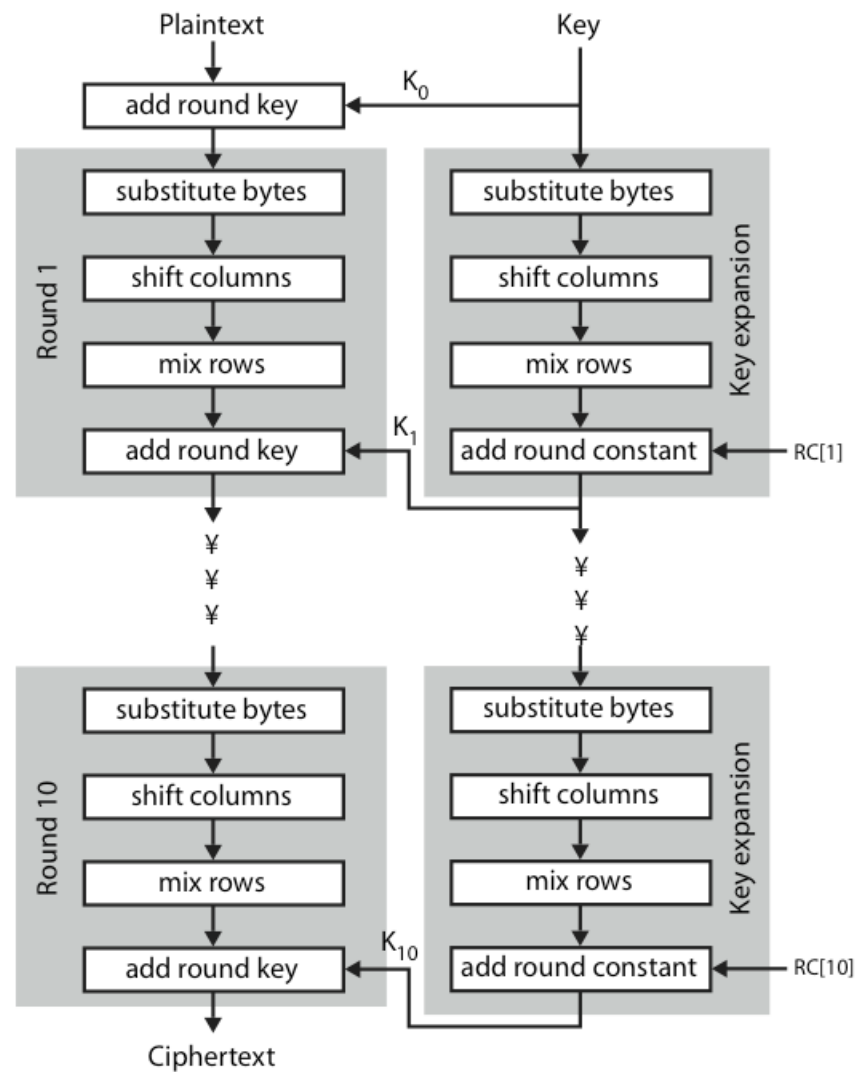 Plaintext
Key
add round key
K0
Round 1
substitute bytes
shift columns
mix rows
add round key
K1
Key expansion
substitute bytes
shift columns
mix rows
add round constant
RC[1]
¥
¥
¥
¥
¥
¥
Round 10
substitute bytes
shift columns
mix rows
add round key
K10
Key expansion
substitute bytes
shift columns
mix rows
add round constant
RC[10]
Ciphertext